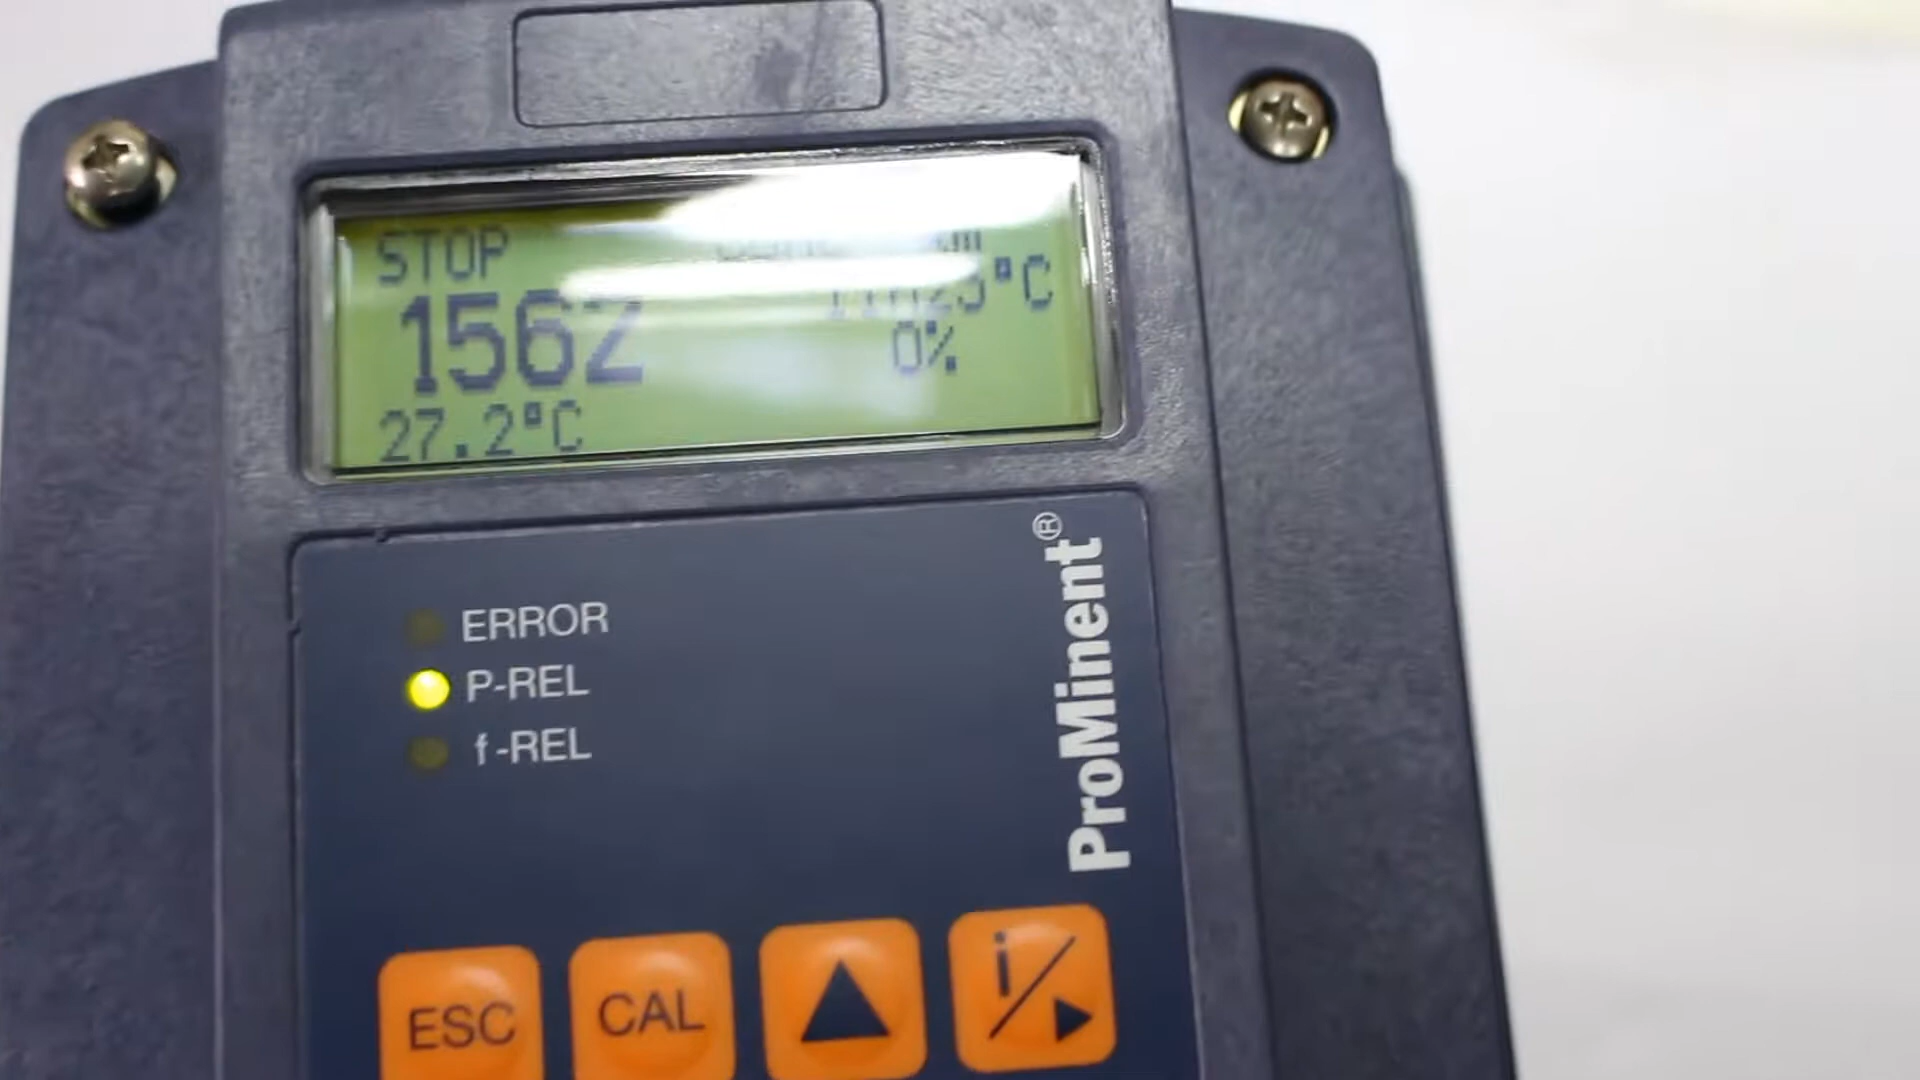 STOP
1562
0%
27.2°C
ERROR
P-REL
f-REL
ProMinent®
ESC
CAL
i/